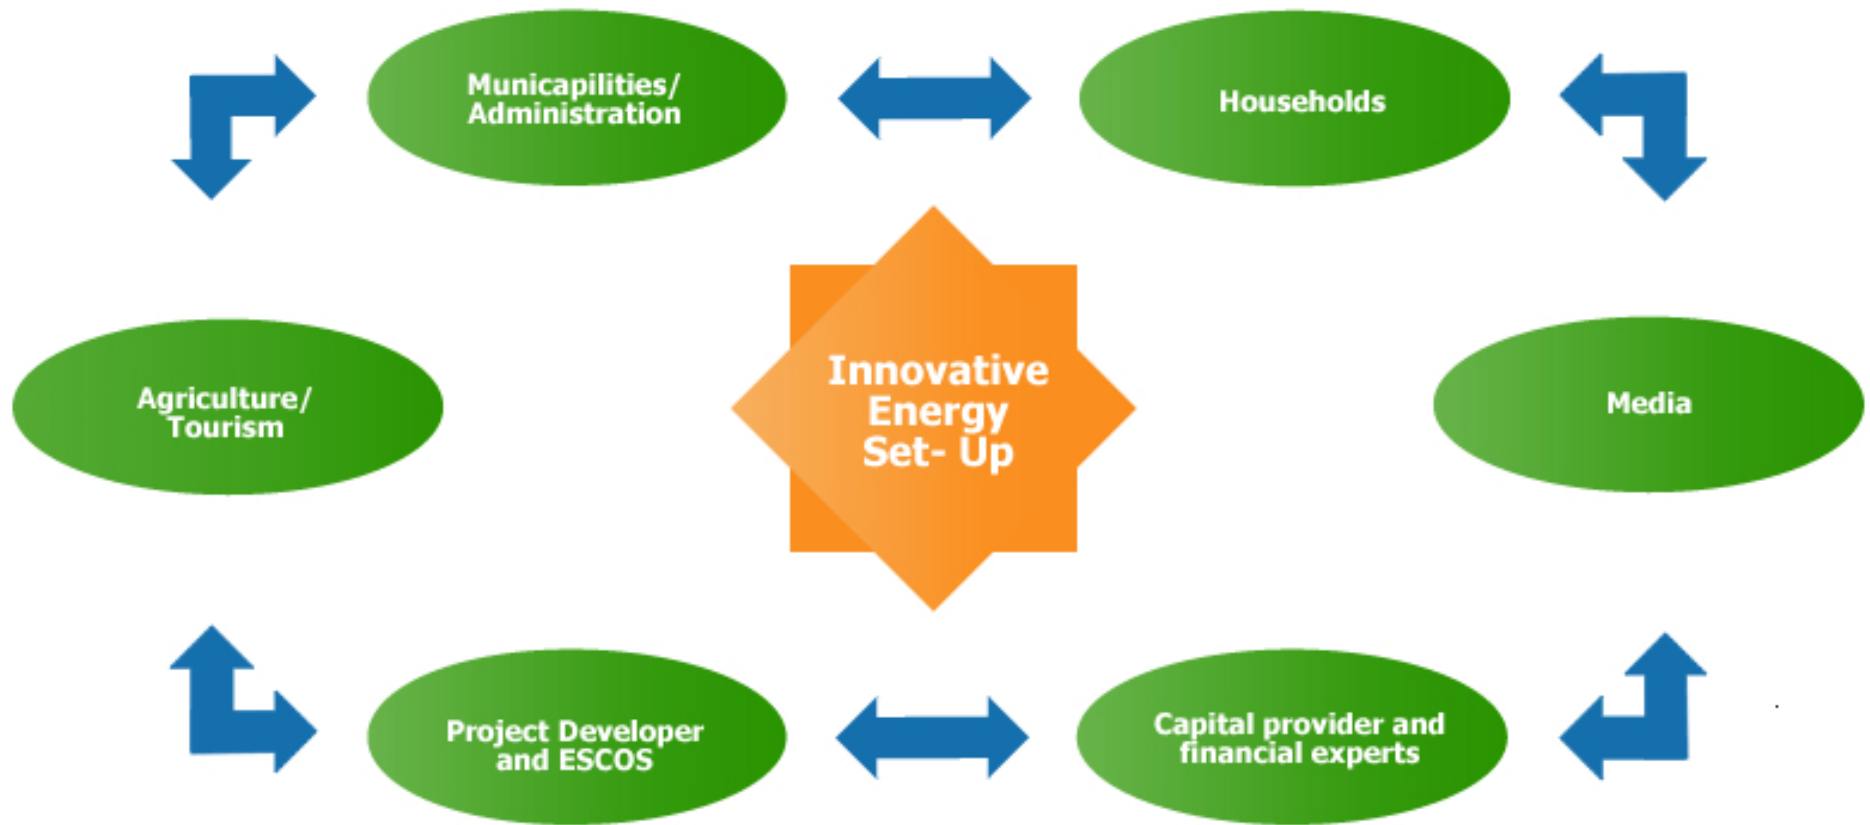 Municapilities/
Administration
Households
Innovative
Energy
Set- Up
Agriculture/
Tourism
Media
Project Developer
and ESCOS
Capital provider and
financial experts